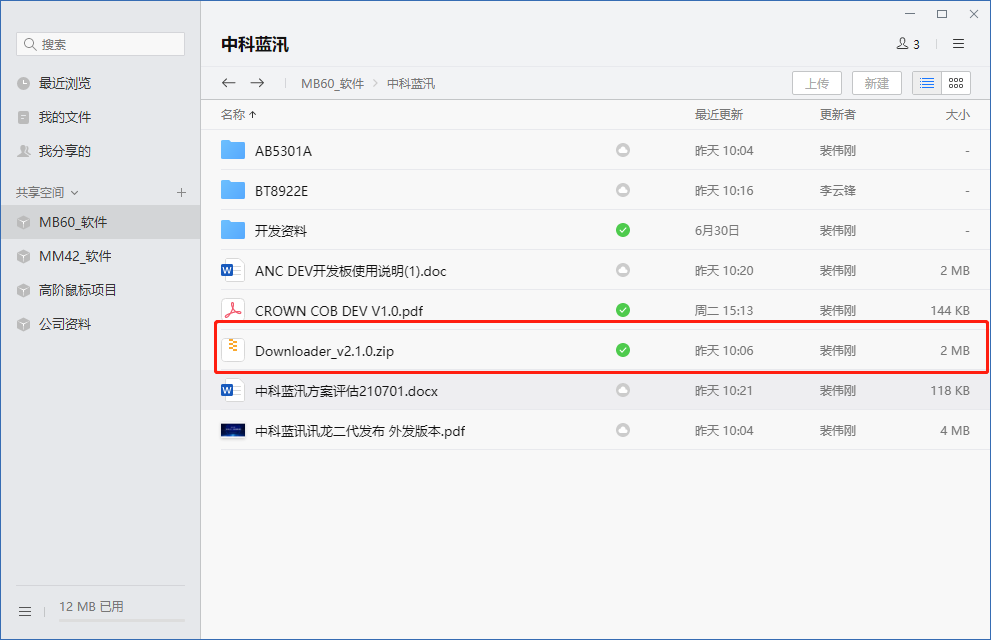 搜索
最近浏览
我的文件
我分享的
共享空间
MB60_软件
MM42_软件
高阶鼠标项目
公司资料
12 MB 已用
中科蓝汛
3
MB60_软件 中科蓝汛
上传 新建
名称 最近更新 更新者 大小
AB5301A 昨天 10:04 裴伟刚 -
BT8922E 昨天 10:16 李云锋 -
开发资料 6月30日 裴伟刚 -
ANC DEV开发板使用说明(1).doc 昨天 10:20 裴伟刚 2 MB
CROWN COB DEV V1.0.pdf 周二 15:13 裴伟刚 144 KB
Downloader_v2.1.0.zip 昨天 10:06 裴伟刚 2 MB
中科蓝汛方案评估210701.docx 昨天 10:21 裴伟刚 118 KB
中科蓝汛讯龙二代发布 外发版本.pdf 昨天 10:04 裴伟刚 4 MB